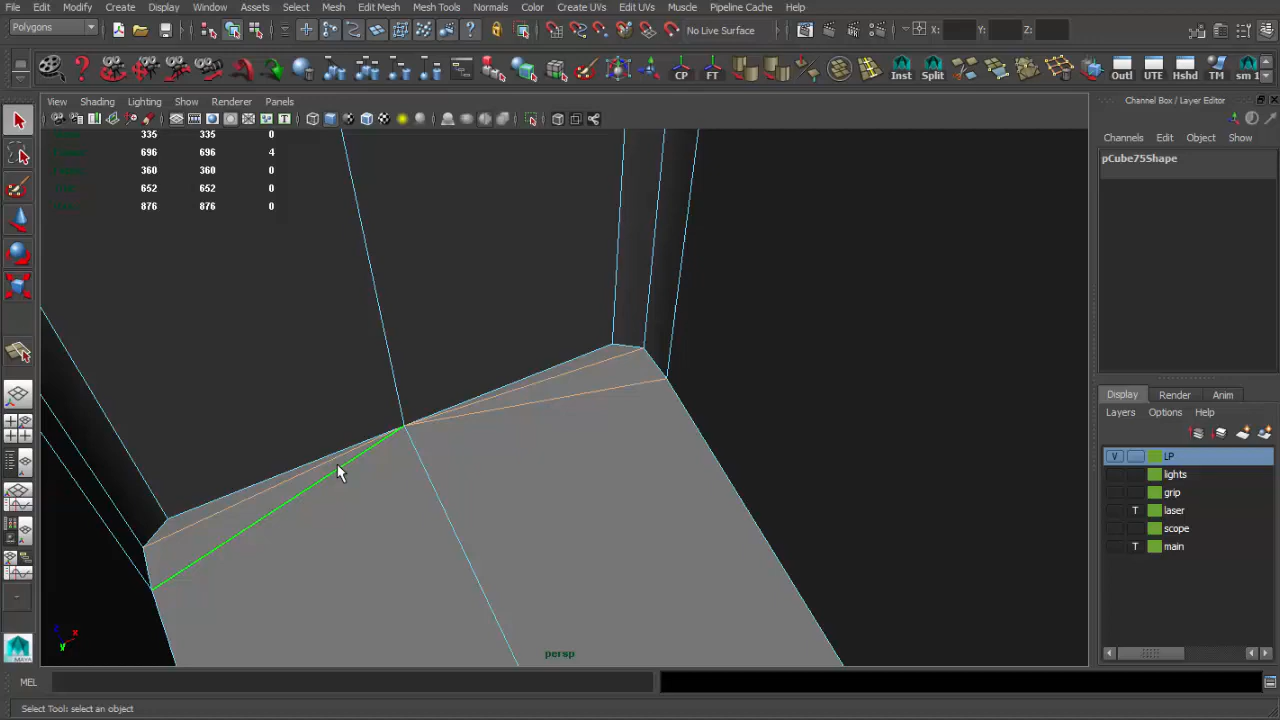 File Edit Modify Create Display Window Assets Select Mesh Edit Mesh Mesh Tools Normals Color Create UVs Edit UVs Muscle Pipeline Cache Help
Polygons No Live Surface X: Y: Z:
CP FT Inst Split Outl UTE Hshd TM sm 1
View Shading Lighting Show Renderer Panels
Channel Box / Layer Editor
335 335 0
696 696 4
360 360 0
652 652 0
876 876 0
Channels Edit Object Show
pCube75Shape
Display Render Anim
Layers Options Help
V LP
lights
grip
T laser
scope
T main
persp
MEL
Select Tool: select an object